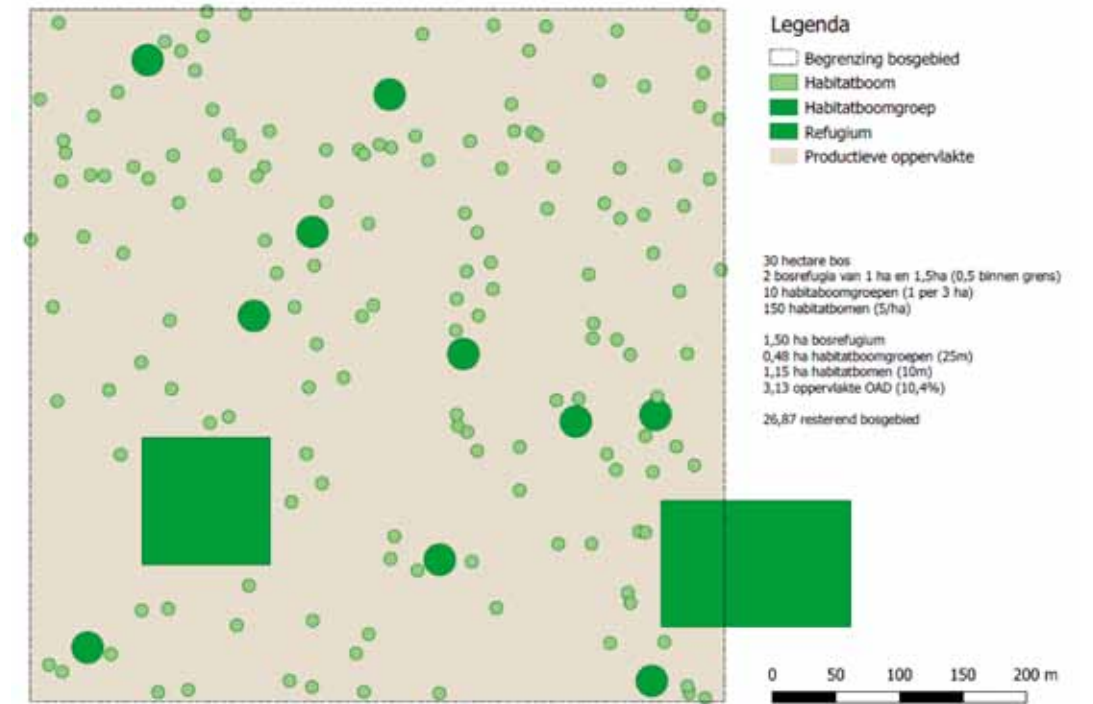 Legenda
Begrenzing bosgebied
Habitatboom
Habitatboomgroep
Refugium
Productieve oppervlakte
30 hectare bos
2 bosrefugia van 1 ha en 1,5ha (0,5 binnen grens)
10 habitaboomgroepen (1 per 3 ha)
150 habitatbomen (5/ha)
1,50 ha bosrefugium
0,48 ha habitatboomgroepen (25m)
1,15 ha habitatbomen (10m)
3,13 oppervlakte OAD (10,4%)
26,87 resterend bosgebied
0 50 100 150 200 m